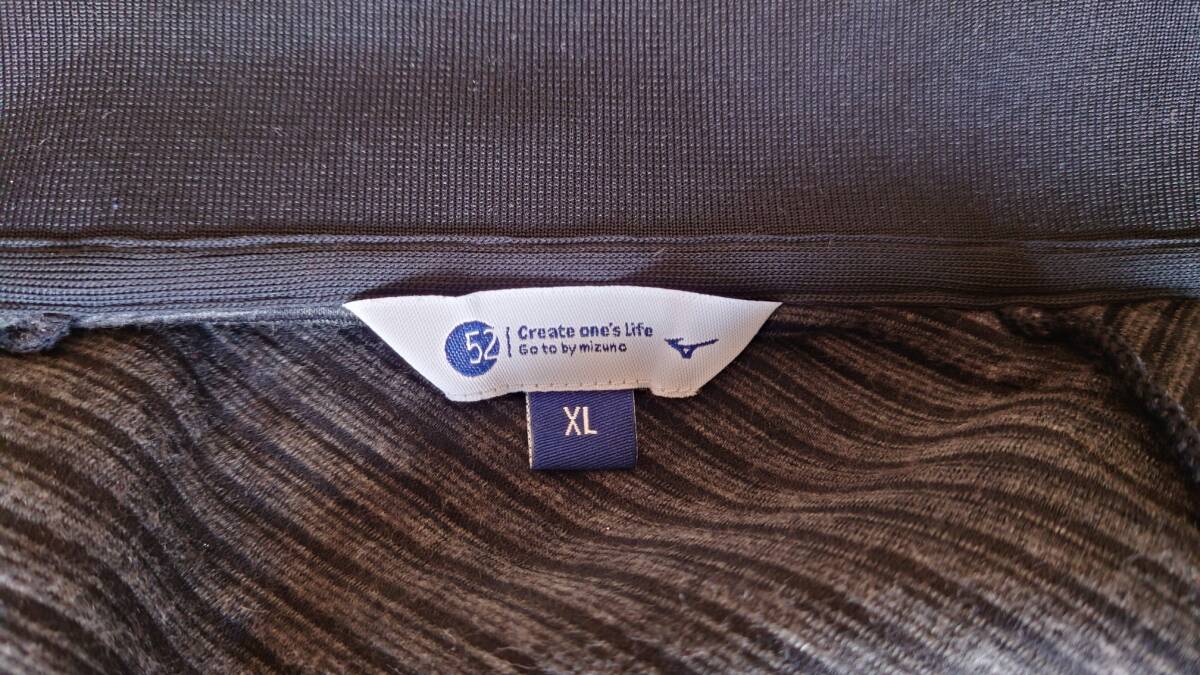 52
Create one's life
Go to by mizuno
XL